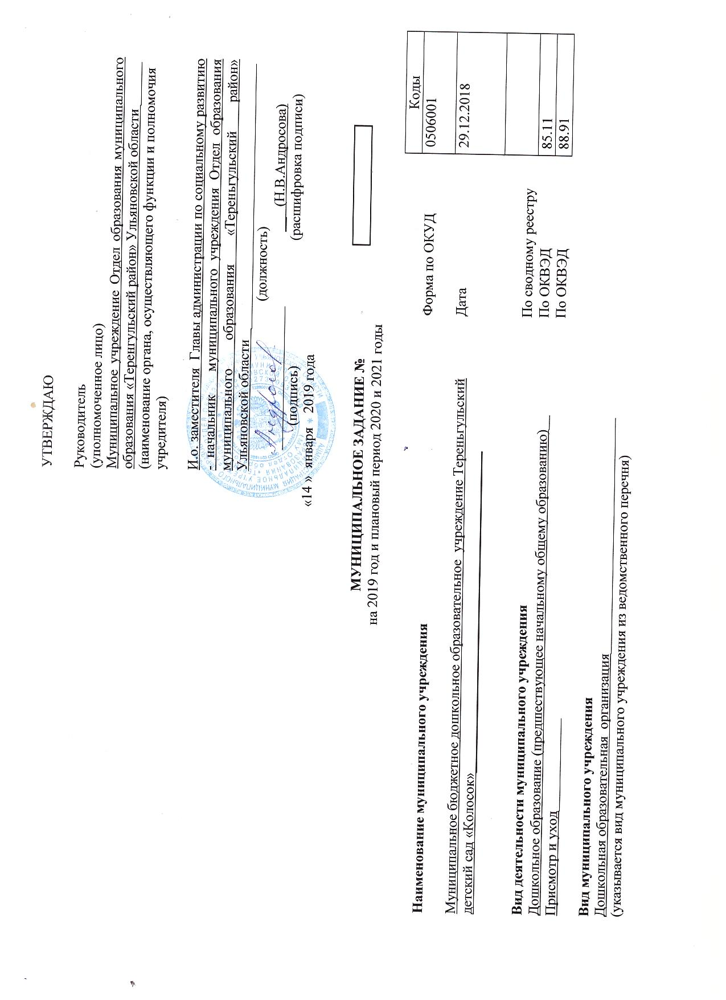 УТВЕРЖДАЮ
Руководитель
(уполномоченное лицо)
Муниципальное учреждение Отдел образования муниципального
образования «Теренгульский район» Ульяновской области
(наименование органа, осуществляющего функции и полномочия
учредителя)
И.о. заместителя Главы администрации по социальному развитию
- начальник муниципального учреждения Отдел образования
муниципального образования «Тереньгульский район»
Ульяновской области
(должность)
(Н.В.Андросова)
(подпись) (расшифровка подписи)
«14 » января 2019 года
МУНИЦИПАЛЬНОЕ ЗАДАНИЕ №
на 2019 год и плановый период 2020 и 2021 годы
Коды
Наименование муниципального учреждения Форма по ОКУД 0506001
Муниципальное бюджетное дошкольное образовательное учреждение Тереньгульский Дата 29.12.2018
детский сад «Колосок»
Вид деятельности муниципального учреждения По сводному реестру
Дошкольное образование (предшествующее начальному общему образованию) По ОКВЭД 85.11
Присмотр и уход По ОКВЭД 88.91
Вид муниципального учреждения
Дошкольная образовательная организация
(указывается вид муниципального учреждения из ведомственного перечня)